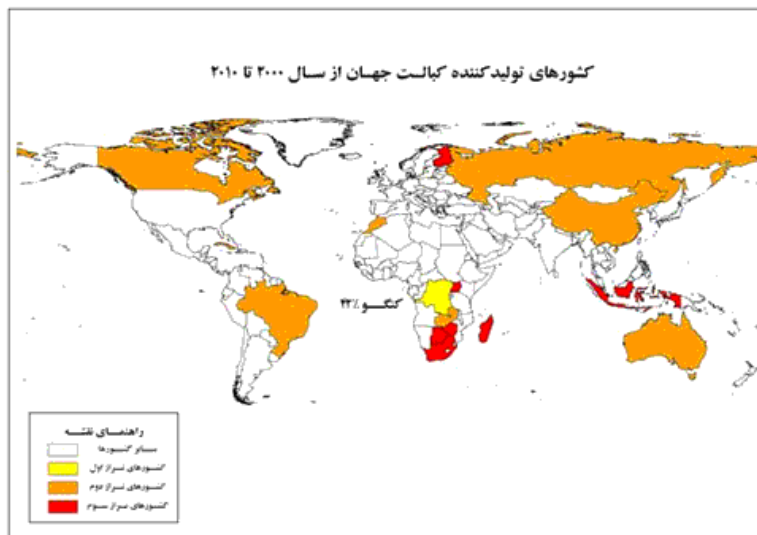 کشورهای تولیدکننده کبالت جهان از سال ۲۰۰۰ تا ۲۰۱۰
کنگو ۴۲٪
راهنمای نقشه
سایر کشورها
کشورهای تراز اول
کشورهای تراز دوم
کشورهای تراز سوم